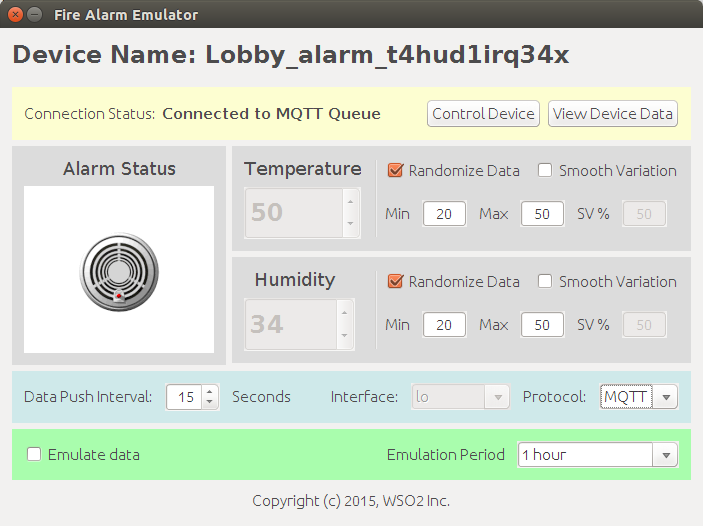 Fire Alarm Emulator
Device Name: Lobby_alarm_t4hud1irq34x
Connection Status: Connected to MQTT Queue Control Device View Device Data
Alarm Status
Temperature Randomize Data Smooth Variation
50 Min 20 Max 50 SV % 50
Humidity Randomize Data Smooth Variation
34 Min 20 Max 50 SV % 50
Data Push Interval: 15 Seconds Interface: lo Protocol: MQTT
Emulate data Emulation Period 1 hour
Copyright (c) 2015, WSO2 Inc.